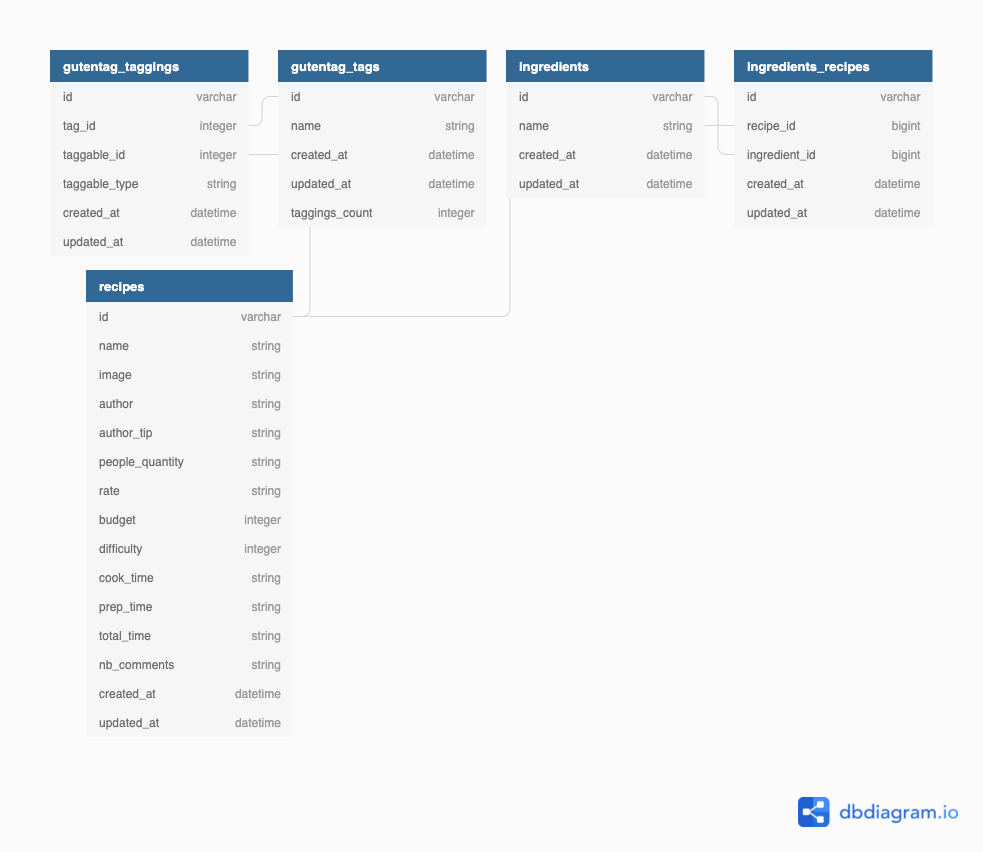 gutentag_taggings
id varchar
tag_id integer
taggable_id integer
taggable_type string
created_at datetime
updated_at datetime
gutentag_tags
id varchar
name string
created_at datetime
updated_at datetime
taggings_count integer
ingredients
id varchar
name string
created_at datetime
updated_at datetime
ingredients_recipes
id varchar
recipe_id bigint
ingredient_id bigint
created_at datetime
updated_at datetime
recipes
id varchar
name string
image string
author string
author_tip string
people_quantity string
rate string
budget integer
difficulty integer
cook_time string
prep_time string
total_time string
nb_comments string
created_at datetime
updated_at datetime
dbdiagram.io